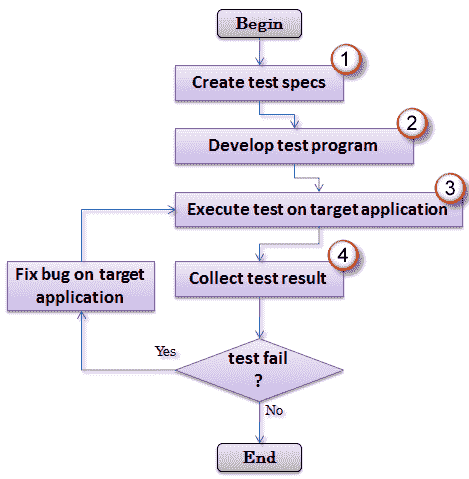 Begin
1
Create test specs
2
Develop test program
3
Execute test on target application
4
Collect test result
Fix bug on target
application
Yes
test fail
?
No
End